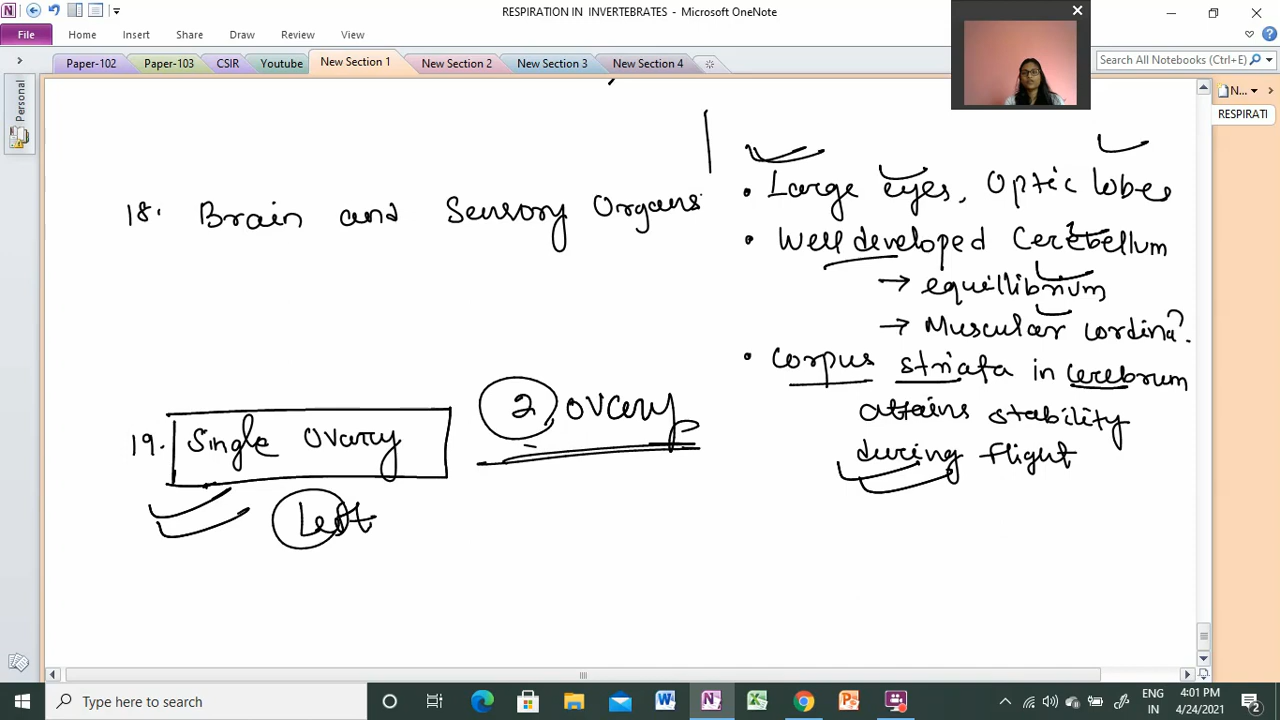 RESPIRATION IN INVERTEBRATES - Microsoft OneNote
File Home Insert Share Draw Review View
Paper-102 Paper-103 CSIR Youtube New Section 1 New Section 2 New Section 3 New Section 4
Search All Notebooks (Ctrl+E)
Personal
N...
RESPIRATI
18. Brain and Sensory Organs
• Large eyes, Optic lobes
• Well developed Cerebellum
→ equillibrium
→ Muscular cordinan.
• Corpus striata in cerebrum
attains stability
during flight
19. Single Ovary
2 ovary
Left
Type here to search
ENG
IN
4:01 PM
4/24/2021
2